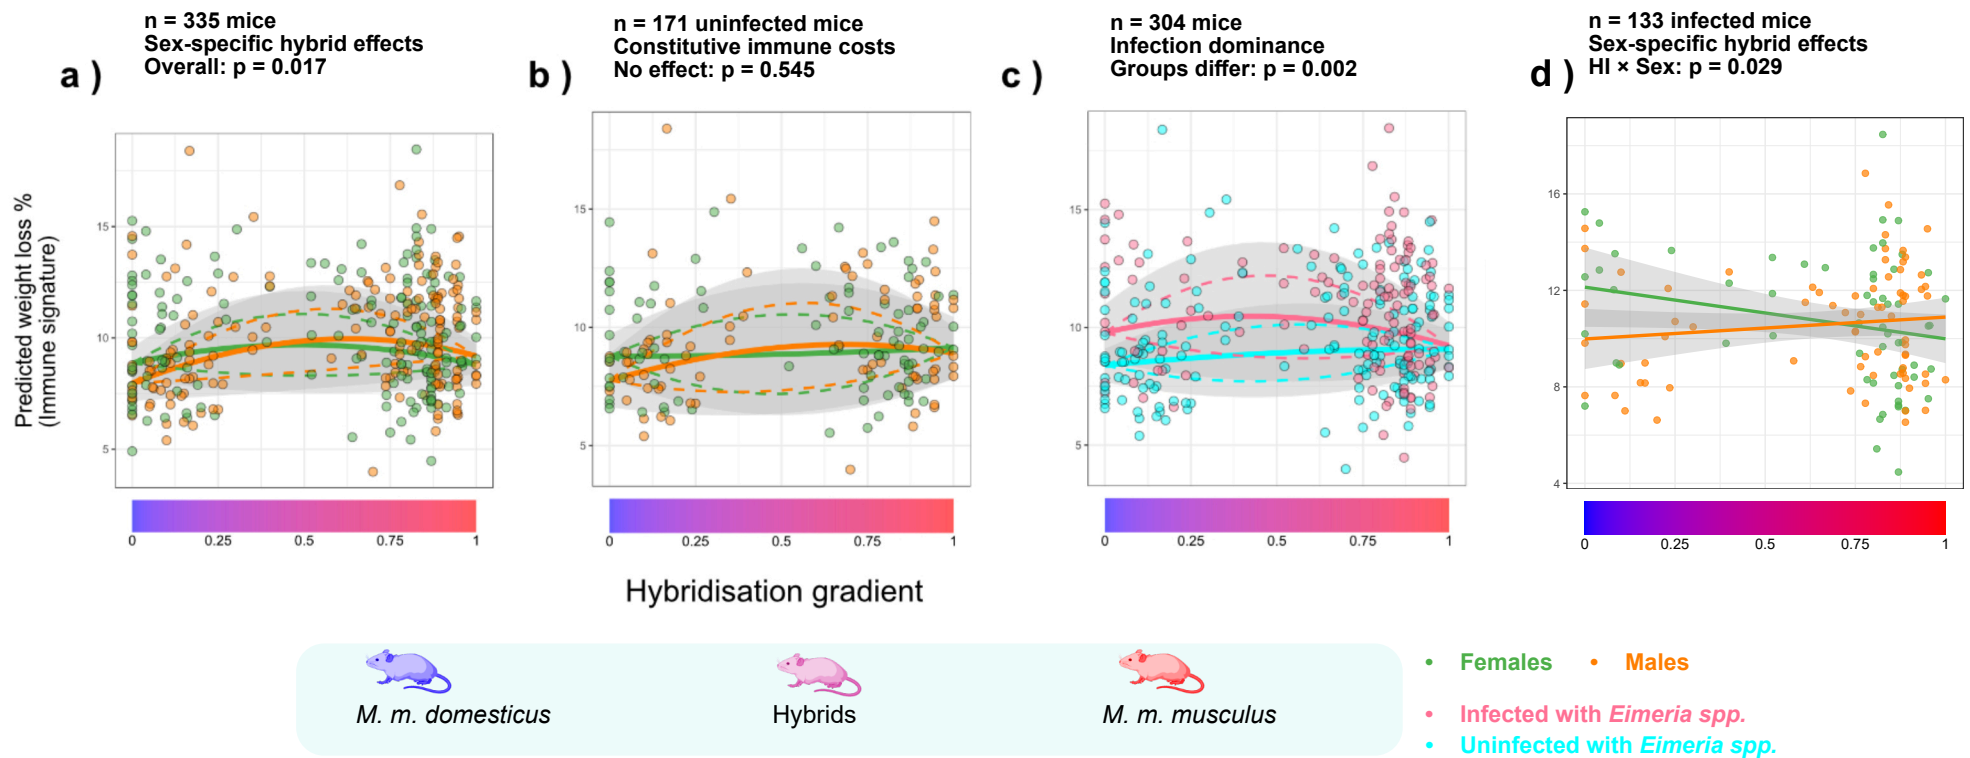 n = 335 mice
Sex-specific hybrid effects
Overall: p = 0.017
a )
n = 171 uninfected mice
Constitutive immune costs
No effect: p = 0.545
b )
n = 304 mice
Infection dominance
Groups differ: p = 0.002
c )
n = 133 infected mice
Sex-specific hybrid effects
HI × Sex: p = 0.029
d )
Predicted weight loss %
(Immune signature)
15
10
5
0 0.25 0.5 0.75 1
15
10
5
0 0.25 0.5 0.75 1
15
10
5
0 0.25 0.5 0.75 1
16
12
8
4
0 0.25 0.5 0.75 1
Hybridisation gradient
M. m. domesticus
Hybrids
M. m. musculus
Females
Males
Infected with Eimeria spp.
Uninfected with Eimeria spp.